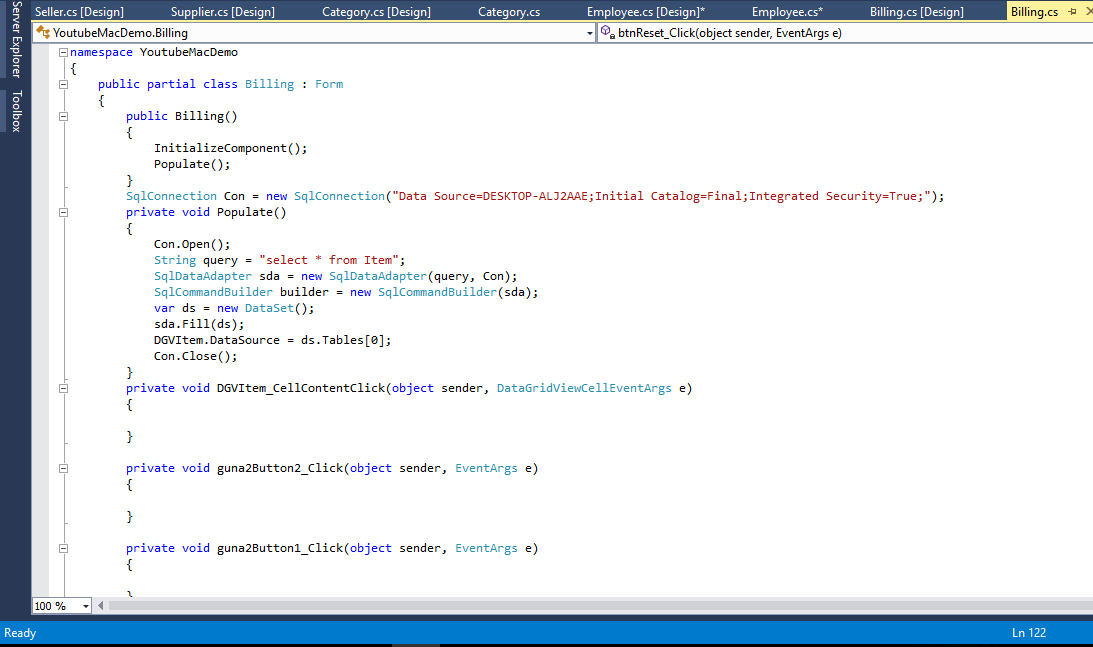 Server Explorer
Toolbox
Seller.cs [Design] Supplier.cs [Design] Category.cs [Design] Category.cs Employee.cs [Design]* Employee.cs* Billing.cs [Design] Billing.cs
YoutubeMacDemo.Billing btnReset_Click(object sender, EventArgs e)
namespace YoutubeMacDemo
{
public partial class Billing : Form
{
public Billing()
{
InitializeComponent();
Populate();
}
SqlConnection Con = new SqlConnection("Data Source=DESKTOP-ALJ2AAE;Initial Catalog=Final;Integrated Security=True;");
private void Populate()
{
Con.Open();
String query = "select * from Item";
SqlDataAdapter sda = new SqlDataAdapter(query, Con);
SqlCommandBuilder builder = new SqlCommandBuilder(sda);
var ds = new DataSet();
sda.Fill(ds);
DGVItem.DataSource = ds.Tables[0];
Con.Close();
}
private void DGVItem_CellContentClick(object sender, DataGridViewCellEventArgs e)
{
}
private void guna2Button2_Click(object sender, EventArgs e)
{
}
private void guna2Button1_Click(object sender, EventArgs e)
{
}
100 %
Ready Ln 122